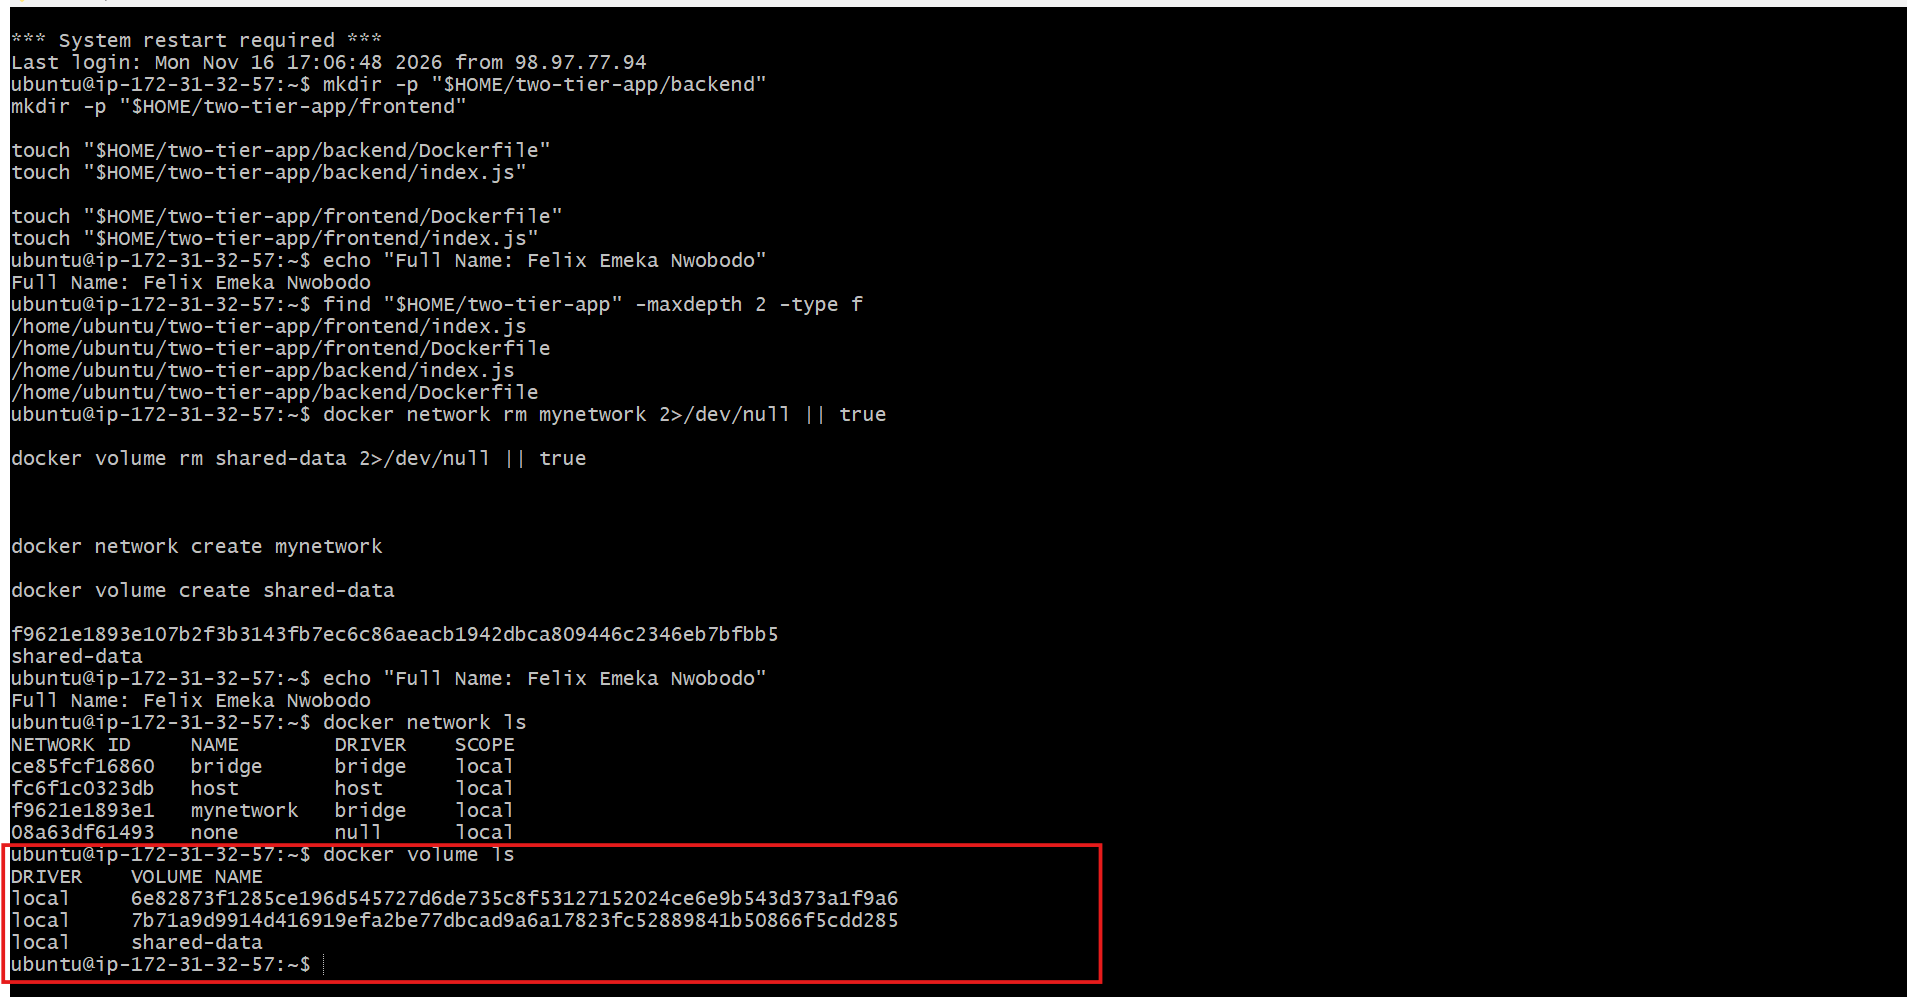 *** System restart required ***
Last login: Mon Nov 16 17:06:48 2026 from 98.97.77.94
ubuntu@ip-172-31-32-57:~$ mkdir -p "$HOME/two-tier-app/backend"
mkdir -p "$HOME/two-tier-app/frontend"
touch "$HOME/two-tier-app/backend/Dockerfile"
touch "$HOME/two-tier-app/backend/index.js"
touch "$HOME/two-tier-app/frontend/Dockerfile"
touch "$HOME/two-tier-app/frontend/index.js"
ubuntu@ip-172-31-32-57:~$ echo "Full Name: Felix Emeka Nwobodo"
Full Name: Felix Emeka Nwobodo
ubuntu@ip-172-31-32-57:~$ find "$HOME/two-tier-app" -maxdepth 2 -type f
/home/ubuntu/two-tier-app/frontend/index.js
/home/ubuntu/two-tier-app/frontend/Dockerfile
/home/ubuntu/two-tier-app/backend/index.js
/home/ubuntu/two-tier-app/backend/Dockerfile
ubuntu@ip-172-31-32-57:~$ docker network rm mynetwork 2>/dev/null || true
docker volume rm shared-data 2>/dev/null || true
docker network create mynetwork
docker volume create shared-data
f9621e1893e107b2f3b3143fb7ec6c86aeacb1942dbca809446c2346eb7bfbb5
shared-data
ubuntu@ip-172-31-32-57:~$ echo "Full Name: Felix Emeka Nwobodo"
Full Name: Felix Emeka Nwobodo
ubuntu@ip-172-31-32-57:~$ docker network ls
NETWORK ID     NAME        DRIVER    SCOPE
ce85fcf16860   bridge      bridge    local
fc6f1c0323db   host        host      local
f9621e1893e1   mynetwork   bridge    local
08a63df61493   none        null      local
ubuntu@ip-172-31-32-57:~$ docker volume ls
DRIVER    VOLUME NAME
local     6e82873f1285ce196d545727d6de735c8f53127152024ce6e9b543d373a1f9a6
local     7b71a9d9914d416919efa2be77dbcad9a6a17823fc52889841b50866f5cdd285
local     shared-data
ubuntu@ip-172-31-32-57:~$